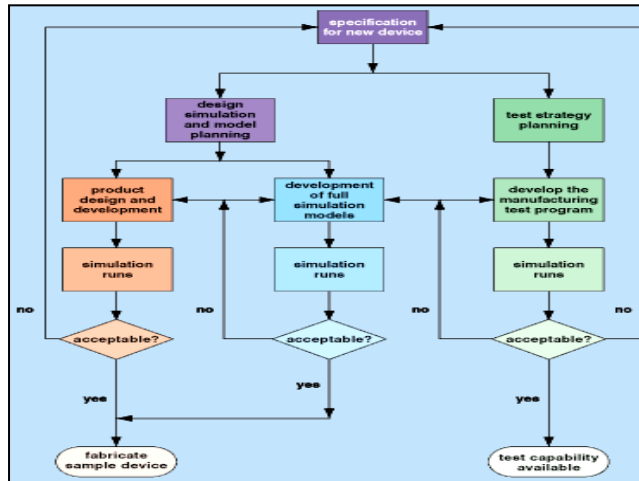 specification
for new device
design
simulation
and model
planning
test strategy
planning
product
design and
development
development
of full
simulation
models
develop the
manufacturing
test program
simulation
runs
simulation
runs
simulation
runs
no
no
no
no
acceptable?
acceptable?
acceptable?
yes
yes
yes
fabricate
sample device
test capability
available